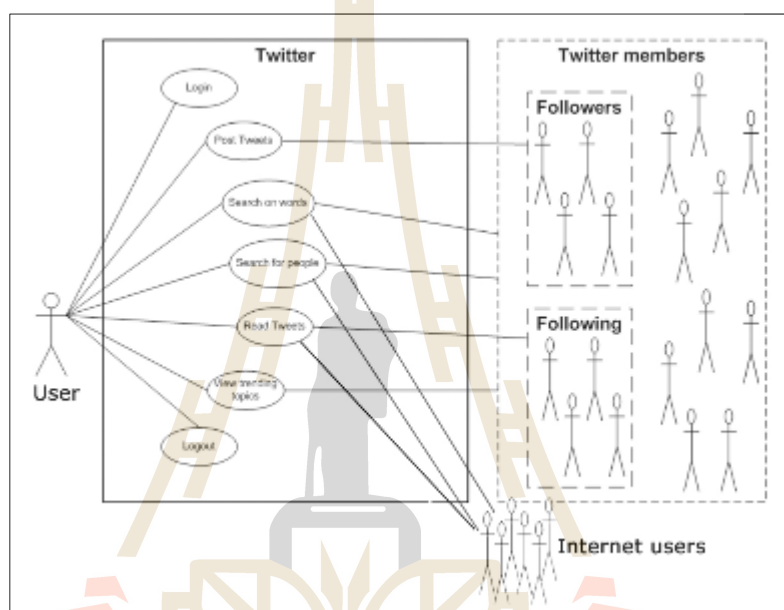 Twitter
Twitter members
Login
Followers
Post Tweets
Search on words
Search for people
Following
Read Tweets
User
View trending
topics
Logout
Internet users